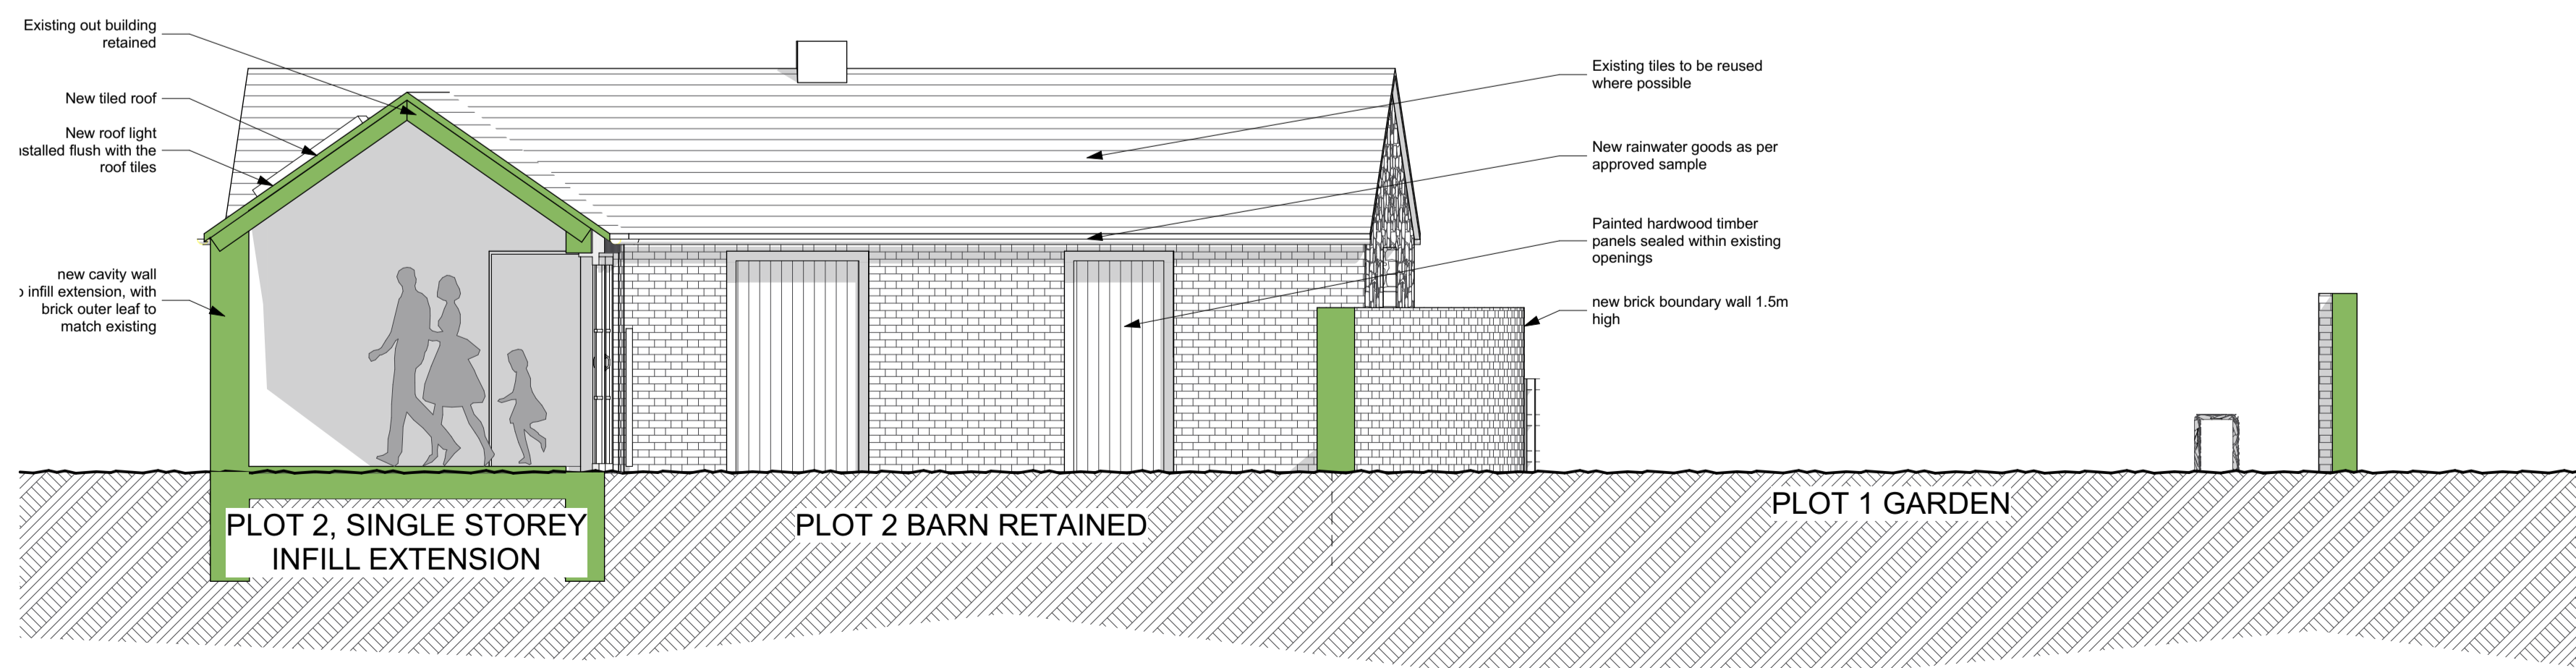 Existing out building
retained
New tiled roof
New roof light
stalled flush with the
roof tiles
new cavity wall
infill extension, with
brick outer leaf to
match existing
Existing tiles to be reused
where possible
New rainwater goods as per
approved sample
Painted hardwood timber
panels sealed within existing
openings
new brick boundary wall 1.5m
high
PLOT 2, SINGLE STOREY
INFILL EXTENSION
PLOT 2 BARN RETAINED
PLOT 1 GARDEN